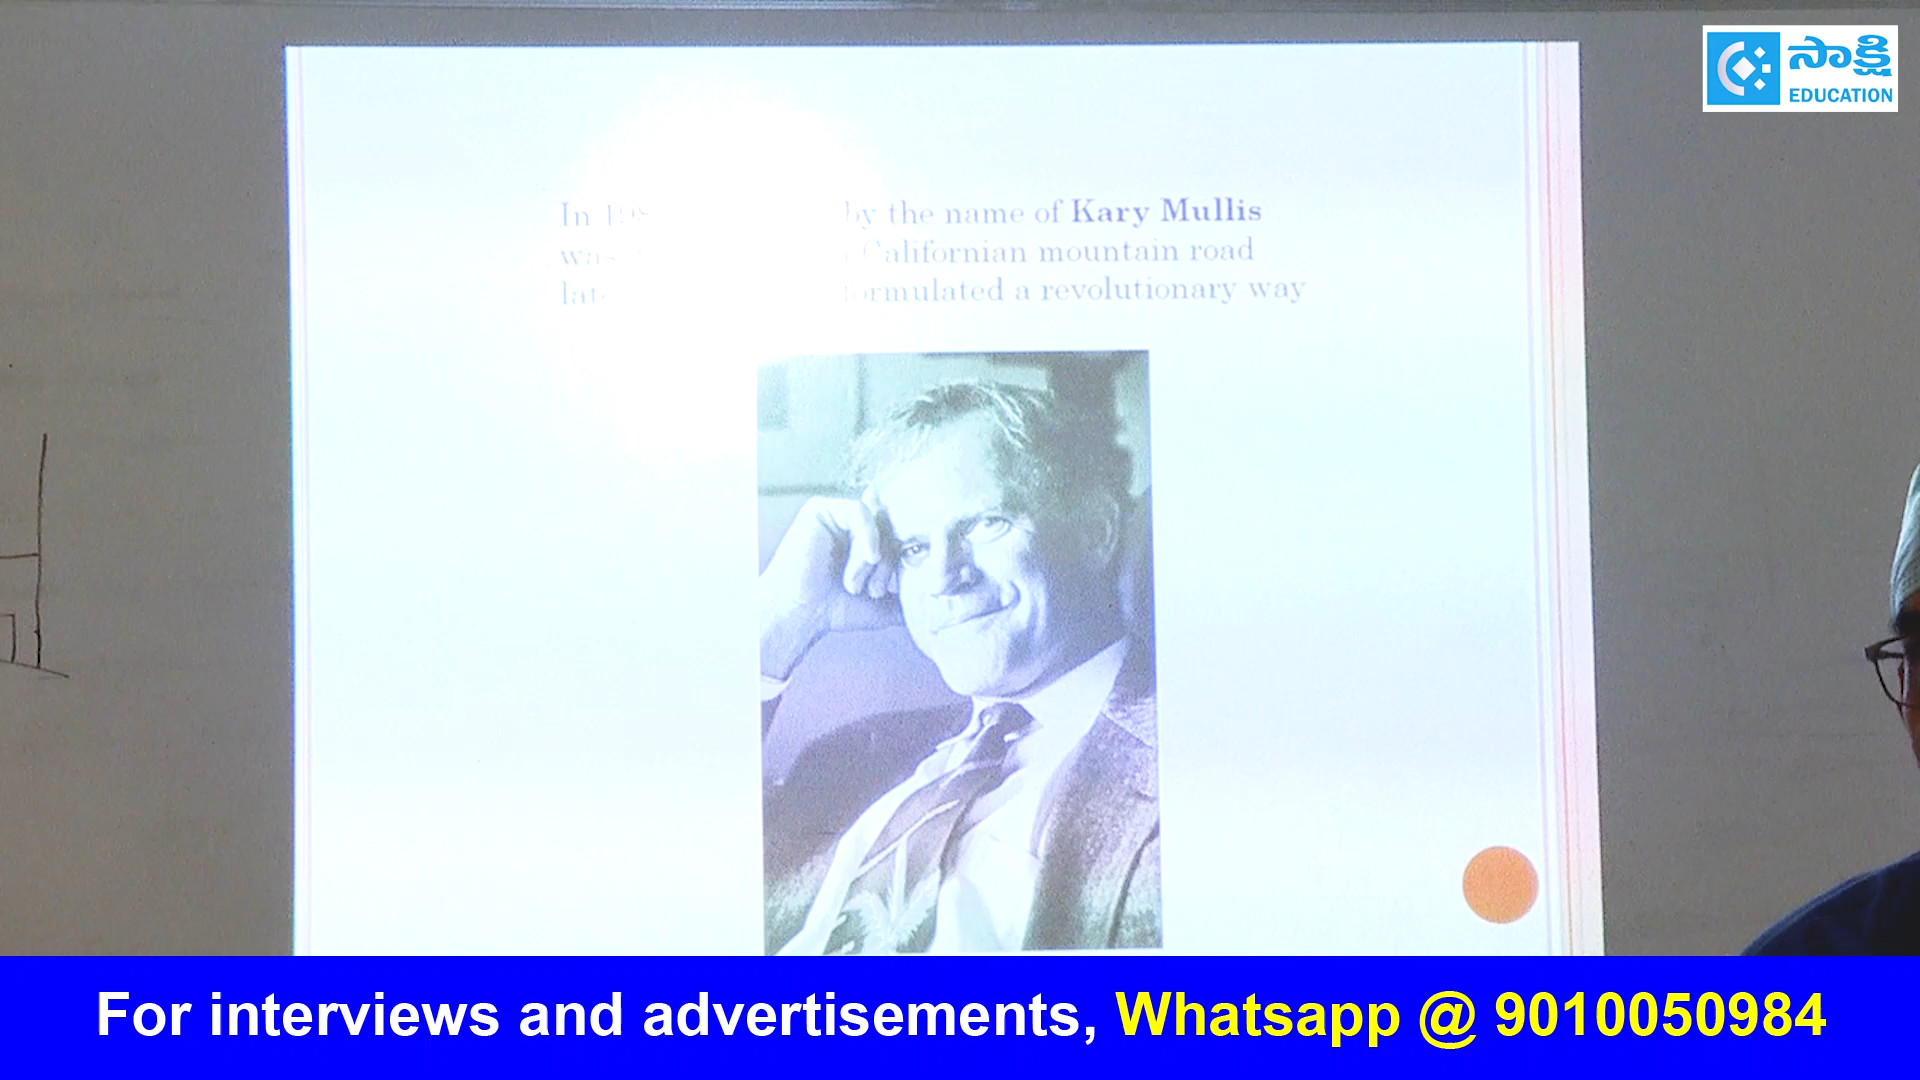 సాక్షి
EDUCATION
In by the name of Kary Mullis
Californian mountain road
formulated a revolutionary way
For interviews and advertisements, Whatsapp @ 9010050984